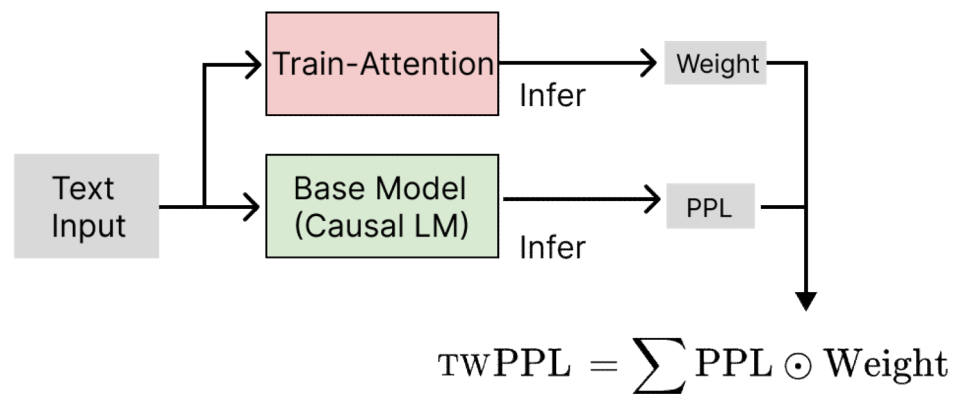 Train-Attention
Infer
Weight
Text
Input
Base Model
(Causal LM)
Infer
PPL
TWPPL = ∑ PPL ⊙ Weight